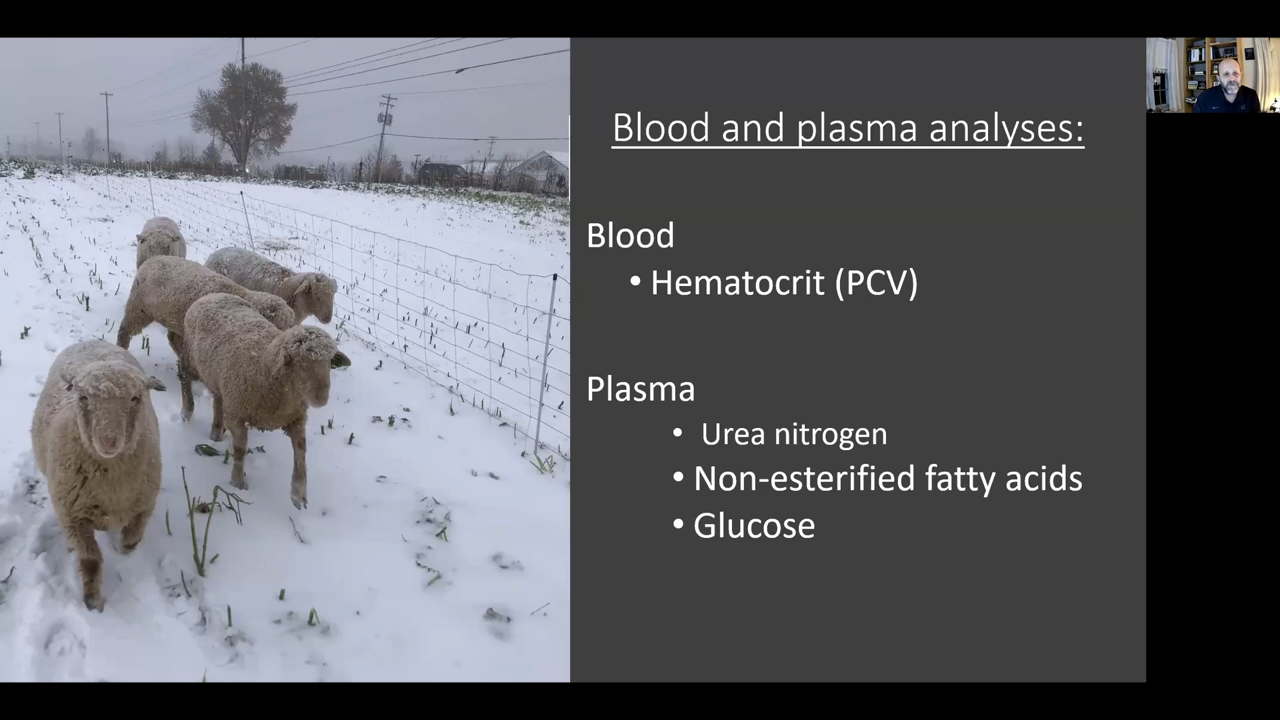 Blood and plasma analyses:
Blood
• Hematocrit (PCV)
Plasma
• Urea nitrogen
• Non-esterified fatty acids
• Glucose